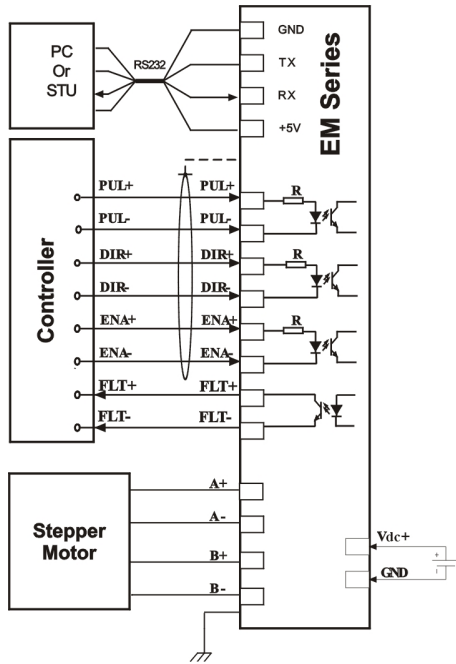 PC
Or
STU
RS232
GND
TX
RX
+5V
EM Series
Controller
PUL+ PUL+
PUL- PUL-
DIR+ DIR+
DIR- DIR-
ENA+ ENA+
ENA- ENA-
FLT+ FLT+
FLT- FLT-
R
R
R
Stepper
Motor
A+
A-
B+
B-
Vdc+
GND
+
-